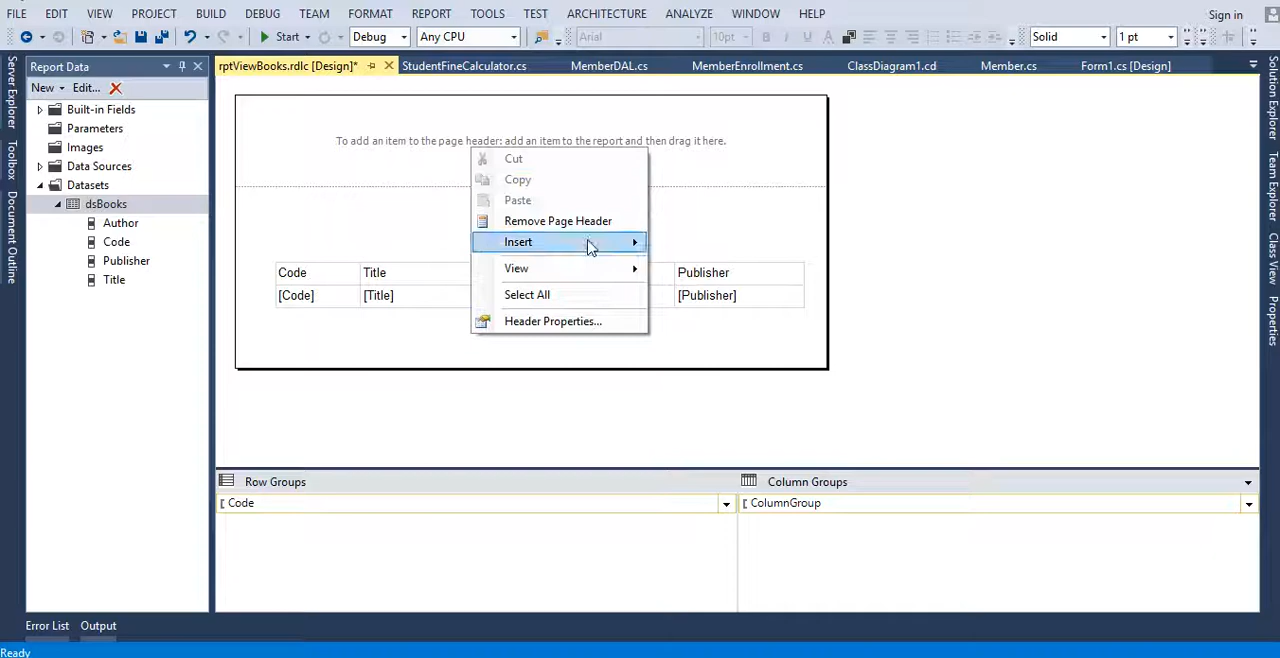 FILE EDIT VIEW PROJECT BUILD DEBUG TEAM FORMAT REPORT TOOLS TEST ARCHITECTURE ANALYZE WINDOW HELP Sign in
Start Debug Any CPU Arial 10pt B I U A Solid 1 pt
Server Explorer
Toolbox
Document Outline
Report Data
New Edit...
Built-in Fields
Parameters
Images
Data Sources
Datasets
dsBooks
Author
Code
Publisher
Title
rptViewBooks.rdlc [Design]* StudentFineCalculator.cs MemberDAL.cs MemberEnrollment.cs ClassDiagram1.cd Member.cs Form1.cs [Design]
To add an item to the page header: add an item to the report and then drag it here.
Code Title Publisher
[Code] [Title] [Publisher]
Cut
Copy
Paste
Remove Page Header
Insert
View
Select All
Header Properties...
Row Groups Column Groups
[ Code [ ColumnGroup
Solution Explorer
Team Explorer
Class View
Properties
Error List Output
Ready